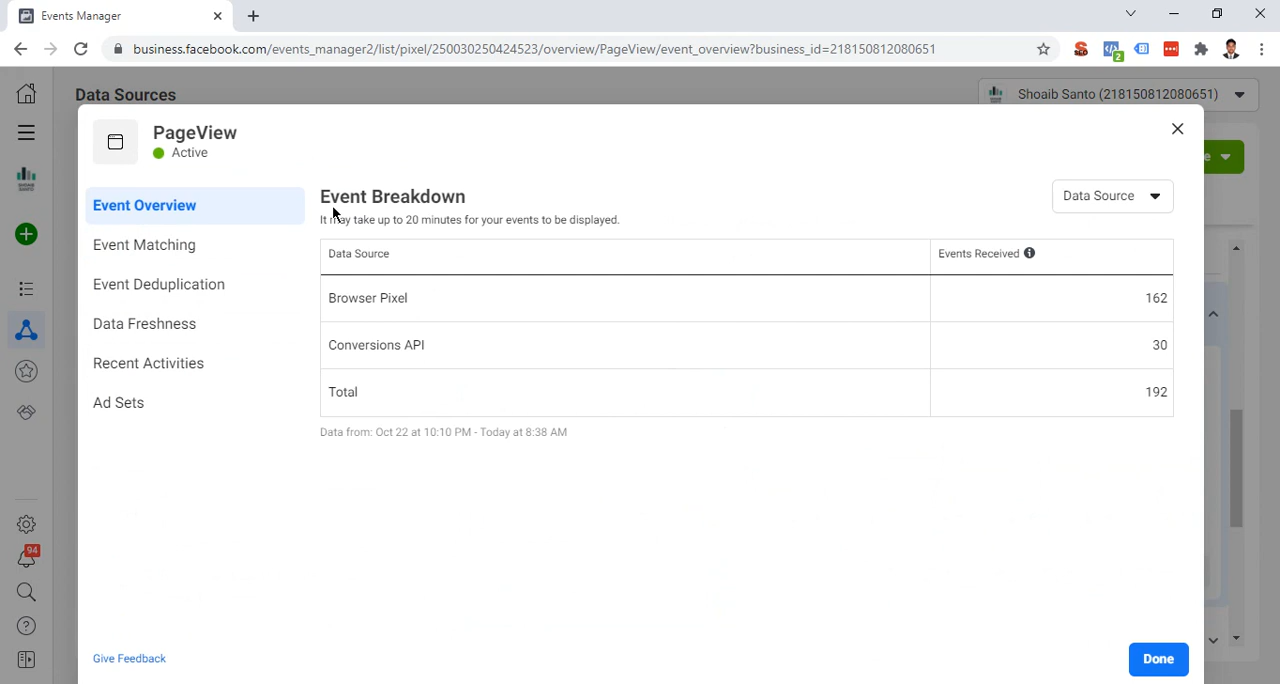 Events Manager
business.facebook.com/events_manager2/list/pixel/250030250424523/overview/PageView/event_overview?business_id=218150812080651
2
Data Sources
Shoaib Santo (218150812080651)
PageView
Active
e
Event Overview
Event Matching
Event Deduplication
Data Freshness
Recent Activities
Ad Sets
Event Breakdown
It may take up to 20 minutes for your events to be displayed.
Data Source
Data Source Events Received
Browser Pixel 162
Conversions API 30
Total 192
Data from: Oct 22 at 10:10 PM - Today at 8:38 AM
94
Give Feedback
Done